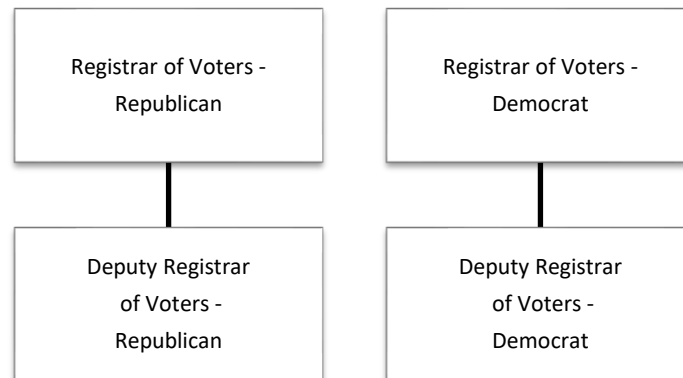 Registrar of Voters -
Republican
Registrar of Voters -
Democrat
Deputy Registrar
of Voters -
Republican
Deputy Registrar
of Voters -
Democrat